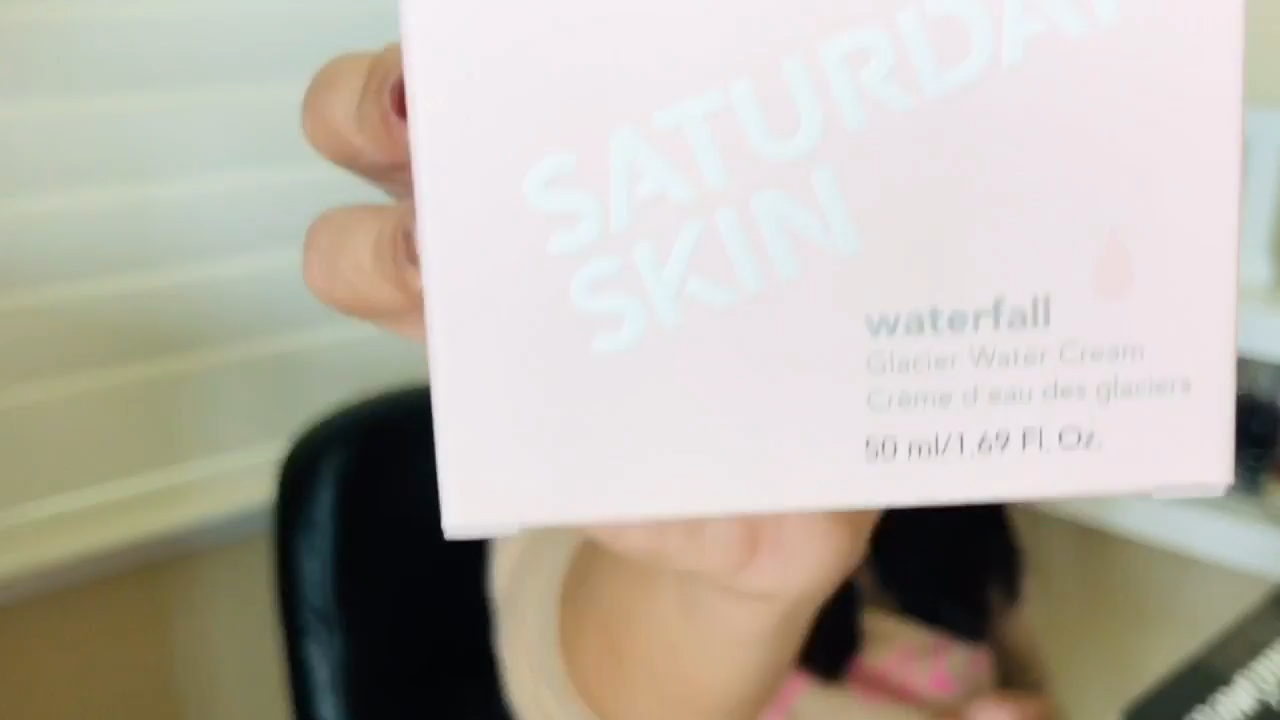 SATURDAY
SKIN
waterfall
Glacier Water Cream
Crème d'eau des glaciers
50 ml/1.69 Fl. Oz.